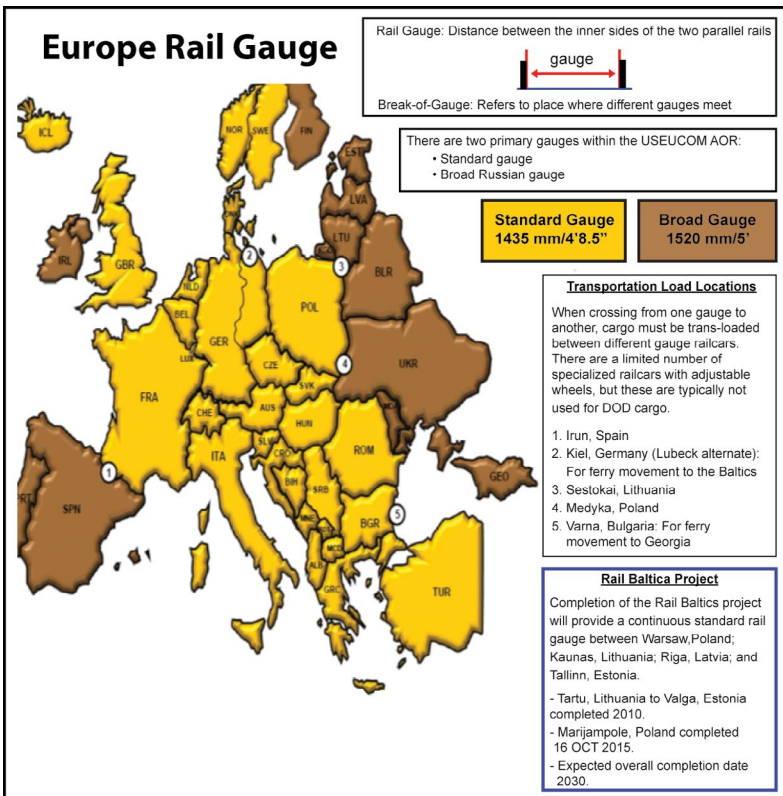 Europe Rail Gauge
Rail Gauge: Distance between the inner sides of the two parallel rails
gauge
Break-of-Gauge: Refers to place where different gauges meet
There are two primary gauges within the USEUCOM AOR:
• Standard gauge
• Broad Russian gauge
Standard Gauge
1435 mm/4'8.5"
Broad Gauge
1520 mm/5'
Transportation Load Locations
When crossing from one gauge to
another, cargo must be trans-loaded
between different gauge railcars.
There are a limited number of
specialized railcars with adjustable
wheels, but these are typically not
used for DOD cargo.
1. Irun, Spain
2. Kiel, Germany (Lubeck alternate):
For ferry movement to the Baltics
3. Sestokai, Lithuania
4. Medyka, Poland
5. Varna, Bulgaria: For ferry
movement to Georgia
Rail Baltica Project
Completion of the Rail Baltics project
will provide a continuous standard rail
gauge between Warsaw,Poland;
Kaunas, Lithuania; Riga, Latvia; and
Tallinn, Estonia.
- Tartu, Lithuania to Valga, Estonia
completed 2010.
- Marijampole, Poland completed
16 OCT 2015.
- Expected overall completion date
2030.
ICL
NOR
SWE
FIN
EST
LVA
LTU
BLR
IRL
GBR
DNK
2
3
NLD
BEL
LUX
GER
POL
4
UKR
CZE
SVK
FRA
CHE
AUS
HUN
ROM
ITA
SLV
CRO
BIH
SRB
MNE
BGR
5
GEO
1
SPN
PRT
MCD
ALB
GRC
TUR